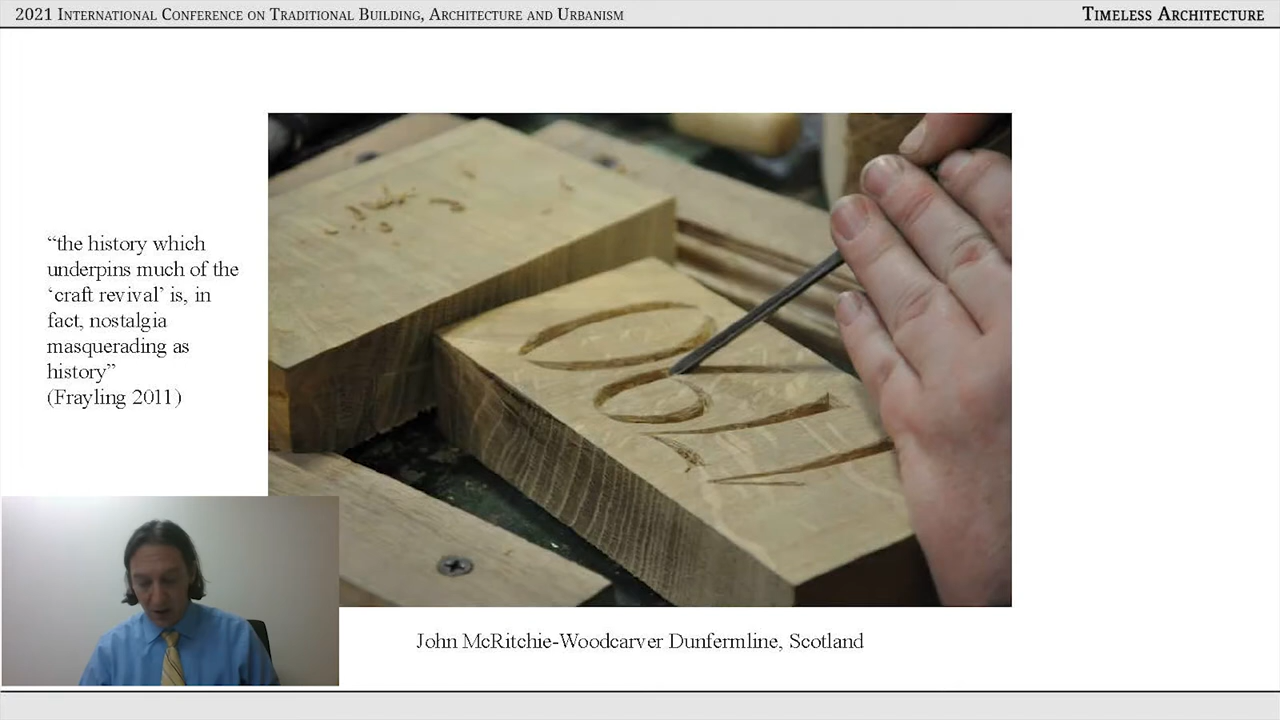 2021 International Conference on Traditional Building, Architecture and Urbanism
Timeless Architecture
“the history which
underpins much of the
‘craft revival’ is, in
fact, nostalgia
masquerading as
history”
(Frayling 2011)
John McRitchie-Woodcarver Dunfermline, Scotland